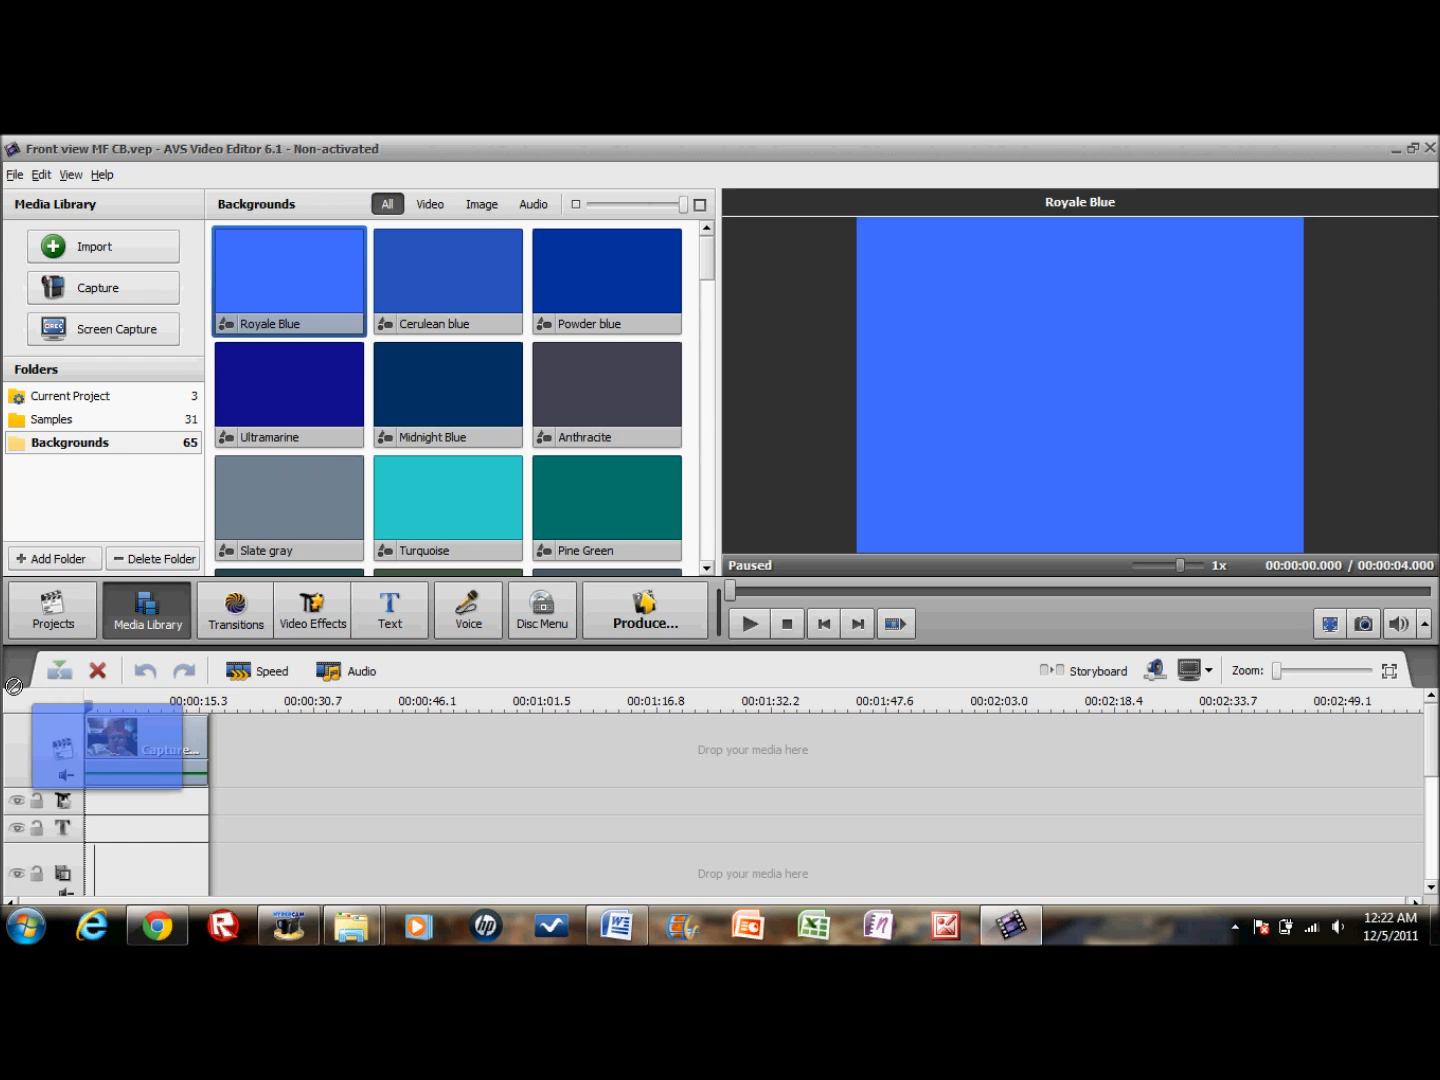 Front view MF CB.vep - AVS Video Editor 6.1 - Non-activated
File Edit View Help
Media Library
Backgrounds
All
Video
Image
Audio
Royale Blue
Import
Capture
Screen Capture
Folders
Current Project 3
Samples 31
Backgrounds 65
+ Add Folder
− Delete Folder
Royale Blue
Cerulean blue
Powder blue
Ultramarine
Midnight Blue
Anthracite
Slate gray
Turquoise
Pine Green
Paused
1x
00:00:00.000 / 00:00:04.000
Projects
Media Library
Transitions
Video Effects
Text
Voice
Disc Menu
Produce...
Speed
Audio
Storyboard
Zoom:
00:00:15.3 00:00:30.7 00:00:46.1 00:01:01.5 00:01:16.8 00:01:32.2 00:01:47.6 00:02:03.0 00:02:18.4 00:02:33.7 00:02:49.1
Capture...
Drop your media here
T
Drop your media here
HYPERCAM
hp
12:22 AM
12/5/2011